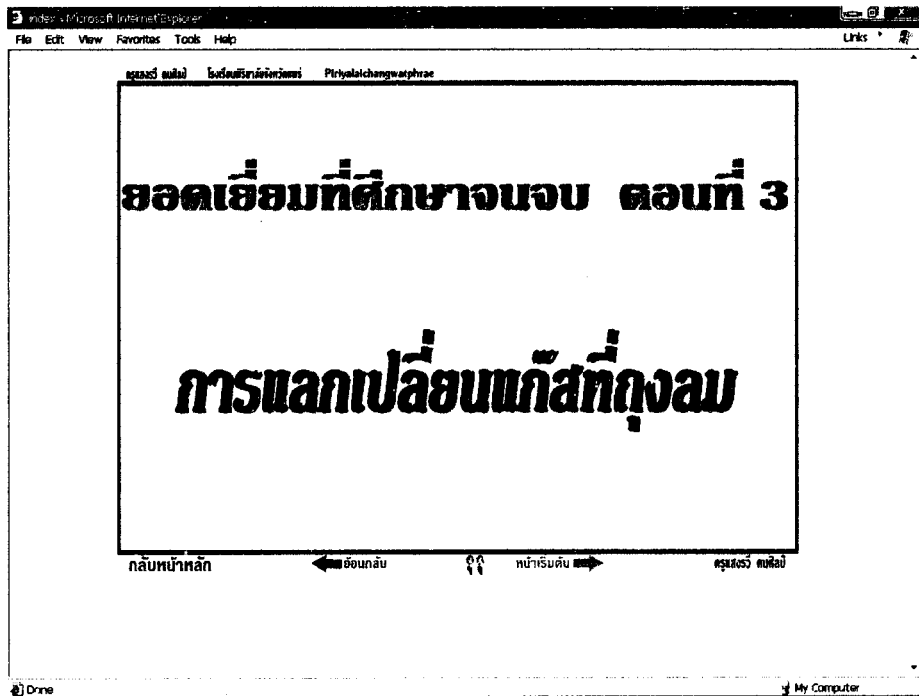 index - Microsoft Internet Explorer
File Edit View Favorites Tools Help Links
ครูแสงรวี คนศิลป์ โรงเรียนพิริยาลัยจังหวัดแพร่ Piriyalaichangwatphrae
ยอดเยี่ยมที่ศึกษาจนจบ ตอนที่ 3
การแลกเปลี่ยนแก๊สที่ถุงลม
กลับหน้าหลัก ย้อนกลับ หน้าเริ่มต้น ครูแสงรวี คนศิลป์
Done My Computer